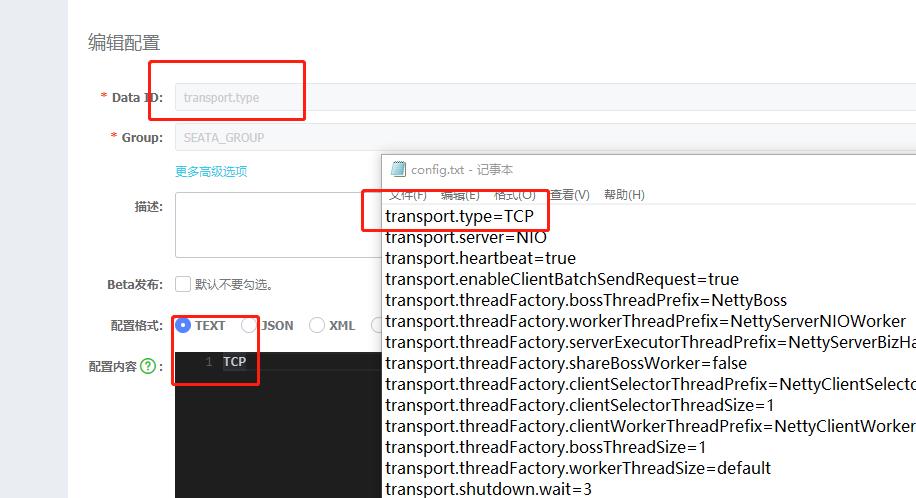 编辑配置
* Data ID: transport.type
* Group: SEATA_GROUP
更多高级选项
描述:
Beta发布: 默认不要勾选。
配置格式: TEXT JSON XML
配置内容 ? :
1 TCP
config.txt - 记事本
文件(F) 编辑(E) 格式(O) 查看(V) 帮助(H)
transport.type=TCP
transport.server=NIO
transport.heartbeat=true
transport.enableClientBatchSendRequest=true
transport.threadFactory.bossThreadPrefix=NettyBoss
transport.threadFactory.workerThreadPrefix=NettyServerNIOWorker
transport.threadFactory.serverExecutorThreadPrefix=NettyServerBizHa
transport.threadFactory.shareBossWorker=false
transport.threadFactory.clientSelectorThreadPrefix=NettyClientSelecto
transport.threadFactory.clientSelectorThreadSize=1
transport.threadFactory.clientWorkerThreadPrefix=NettyClientWorker
transport.threadFactory.bossThreadSize=1
transport.threadFactory.workerThreadSize=default
transport.shutdown.wait=3